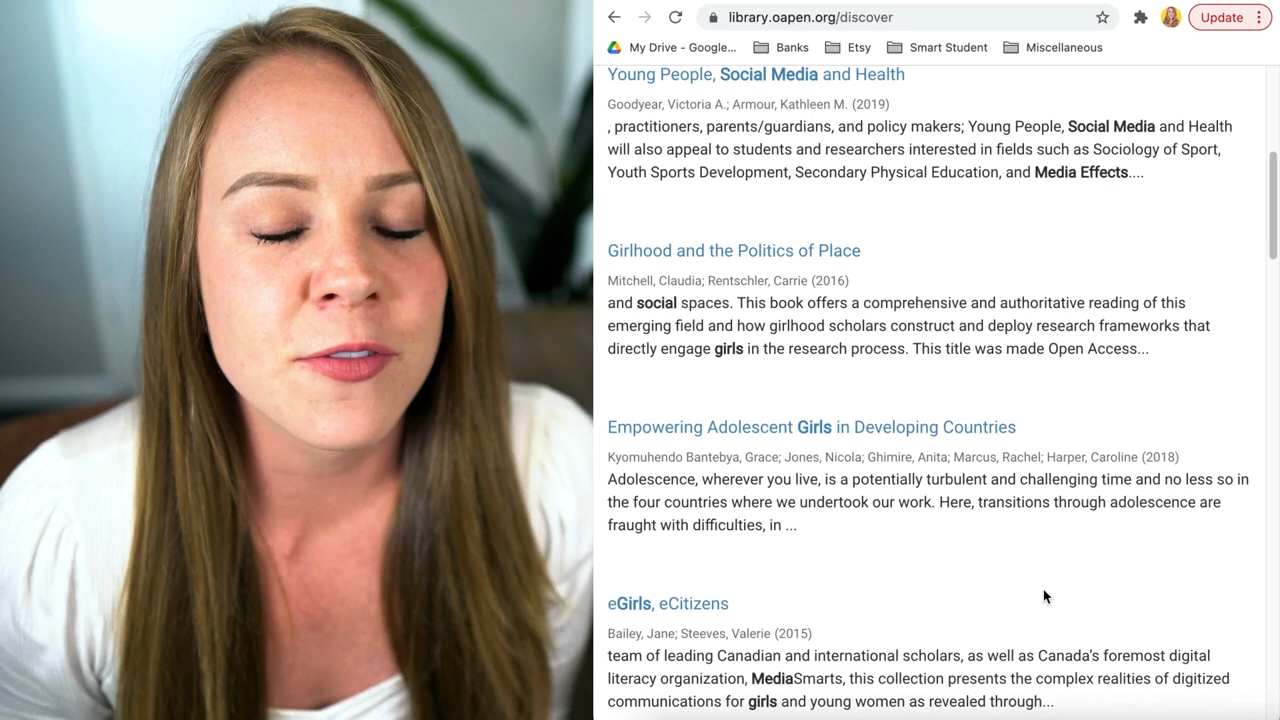 library.oapen.org/discover
Update
My Drive - Google...
Banks
Etsy
Smart Student
Miscellaneous
Young People, Social Media and Health
Goodyear, Victoria A.; Armour, Kathleen M. (2019)
, practitioners, parents/guardians, and policy makers; Young People, Social Media and Health
will also appeal to students and researchers interested in fields such as Sociology of Sport,
Youth Sports Development, Secondary Physical Education, and Media Effects....
Girlhood and the Politics of Place
Mitchell, Claudia; Rentschler, Carrie (2016)
and social spaces. This book offers a comprehensive and authoritative reading of this
emerging field and how girlhood scholars construct and deploy research frameworks that
directly engage girls in the research process. This title was made Open Access...
Empowering Adolescent Girls in Developing Countries
Kyomuhendo Bantebya, Grace; Jones, Nicola; Ghimire, Anita; Marcus, Rachel; Harper, Caroline (2018)
Adolescence, wherever you live, is a potentially turbulent and challenging time and no less so in
the four countries where we undertook our work. Here, transitions through adolescence are
fraught with difficulties, in ...
eGirls, eCitizens
Bailey, Jane; Steeves, Valerie (2015)
team of leading Canadian and international scholars, as well as Canada’s foremost digital
literacy organization, MediaSmarts, this collection presents the complex realities of digitized
communications for girls and young women as revealed through...